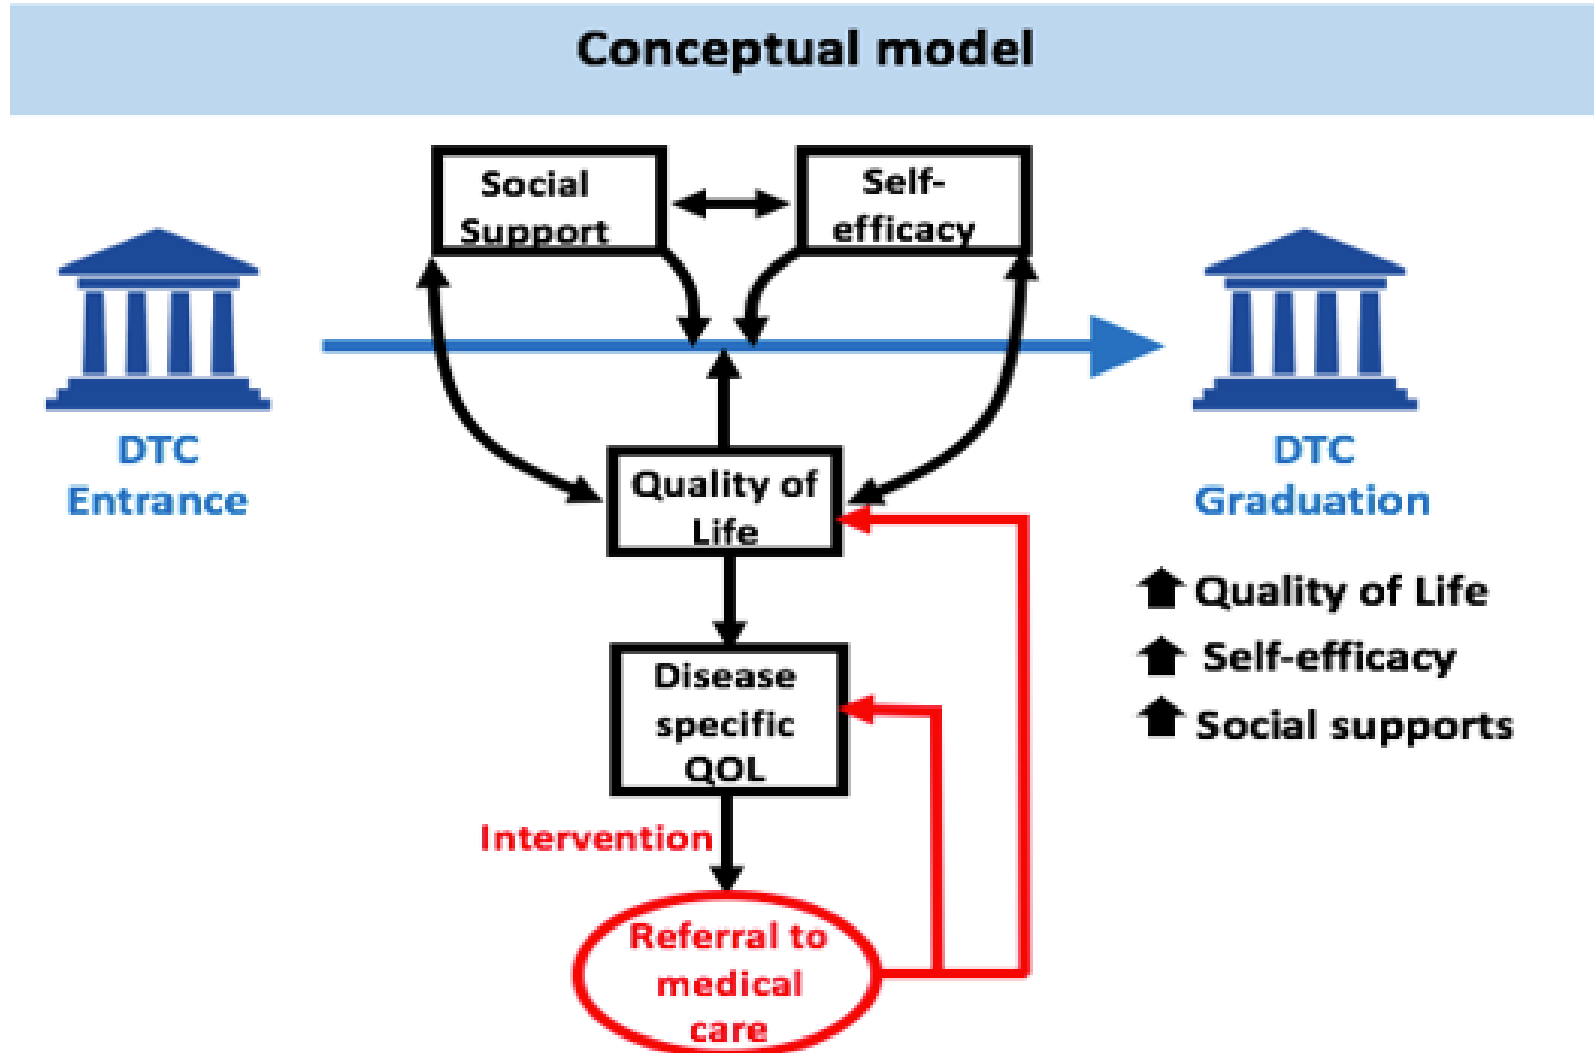 Conceptual model
Social
Support
Self-
efficacy
DTC
Entrance
DTC
Graduation
Quality of
Life
Quality of Life
Self-efficacy
Social supports
Disease
specific
QOL
Intervention
Referral to
medical
care